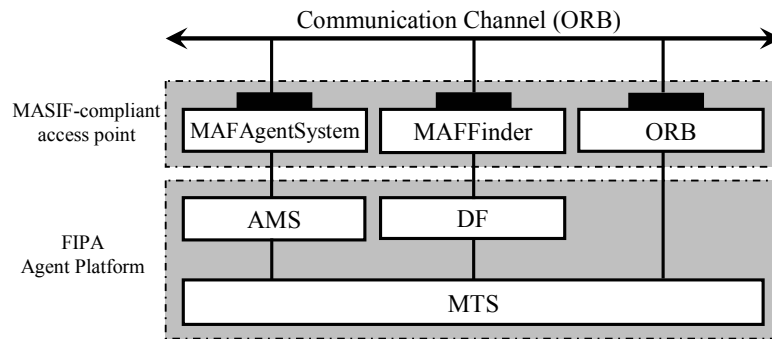 Communication Channel (ORB)
MASIF-compliant
access point
MAFAgentSystem
MAFFinder
ORB
FIPA
Agent Platform
AMS
DF
MTS